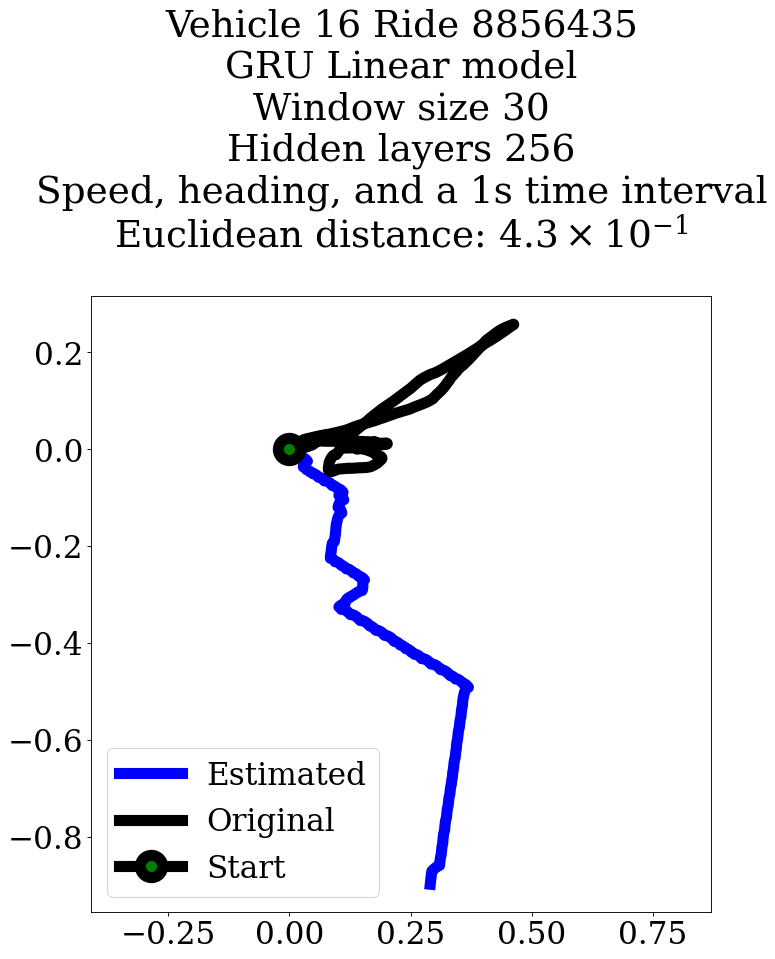 Vehicle 16 Ride 8856435
GRU Linear model
Window size 30
Hidden layers 256
Speed, heading, and a 1s time interval
Euclidean distance: 4.3 × 10⁻¹
0.2
0.0
−0.2
−0.4
−0.6
−0.8
Estimated
Original
Start
−0.25 0.00 0.25 0.50 0.75